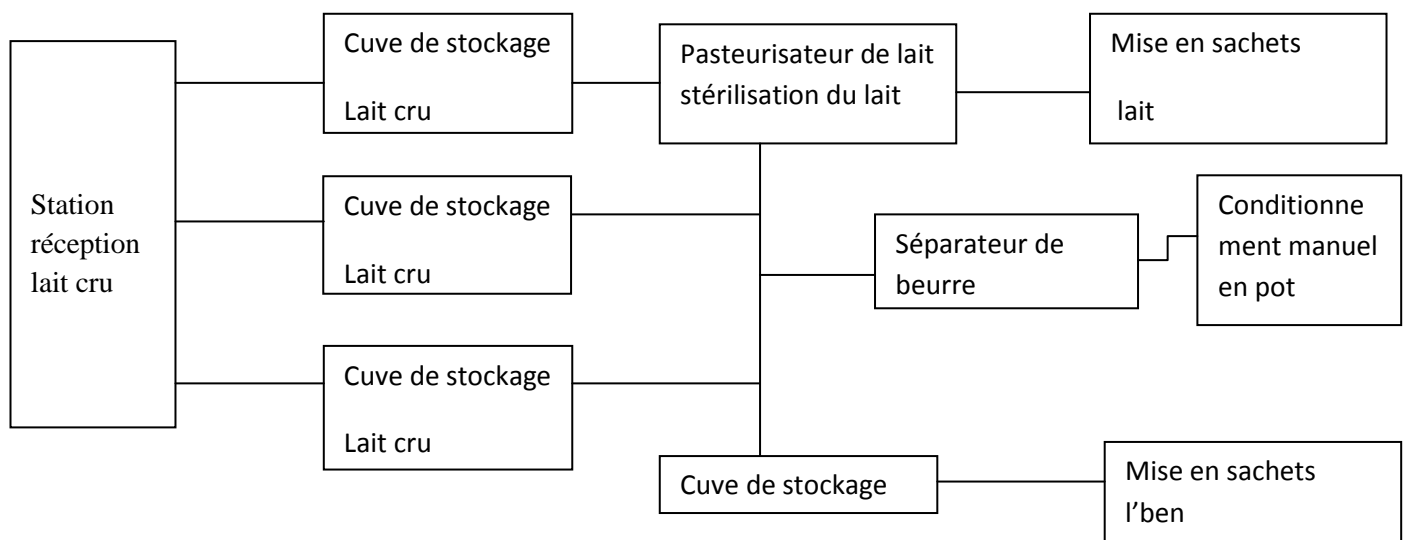 Station
réception
lait cru
Cuve de stockage
Lait cru
Cuve de stockage
Lait cru
Cuve de stockage
Lait cru
Pasteurisateur de lait
stérilisation du lait
Séparateur de
beurre
Cuve de stockage
Mise en sachets
lait
Conditionne
ment manuel
en pot
Mise en sachets
l’ben